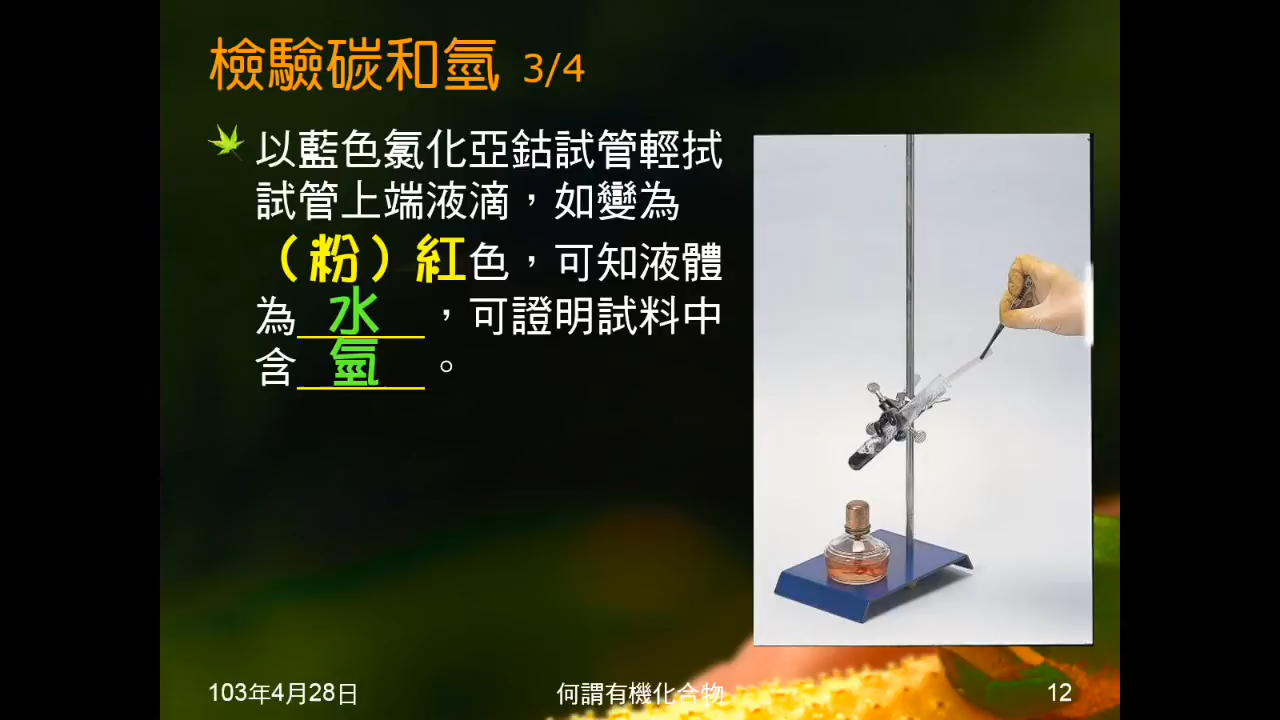 檢驗碳和氫 3/4
以藍色氯化亞鈷試管輕拭
試管上端液滴，如變為
（粉）紅色，可知液體
為水，可證明試料中
含氫。
103年4月28日
何謂有機化合物
12